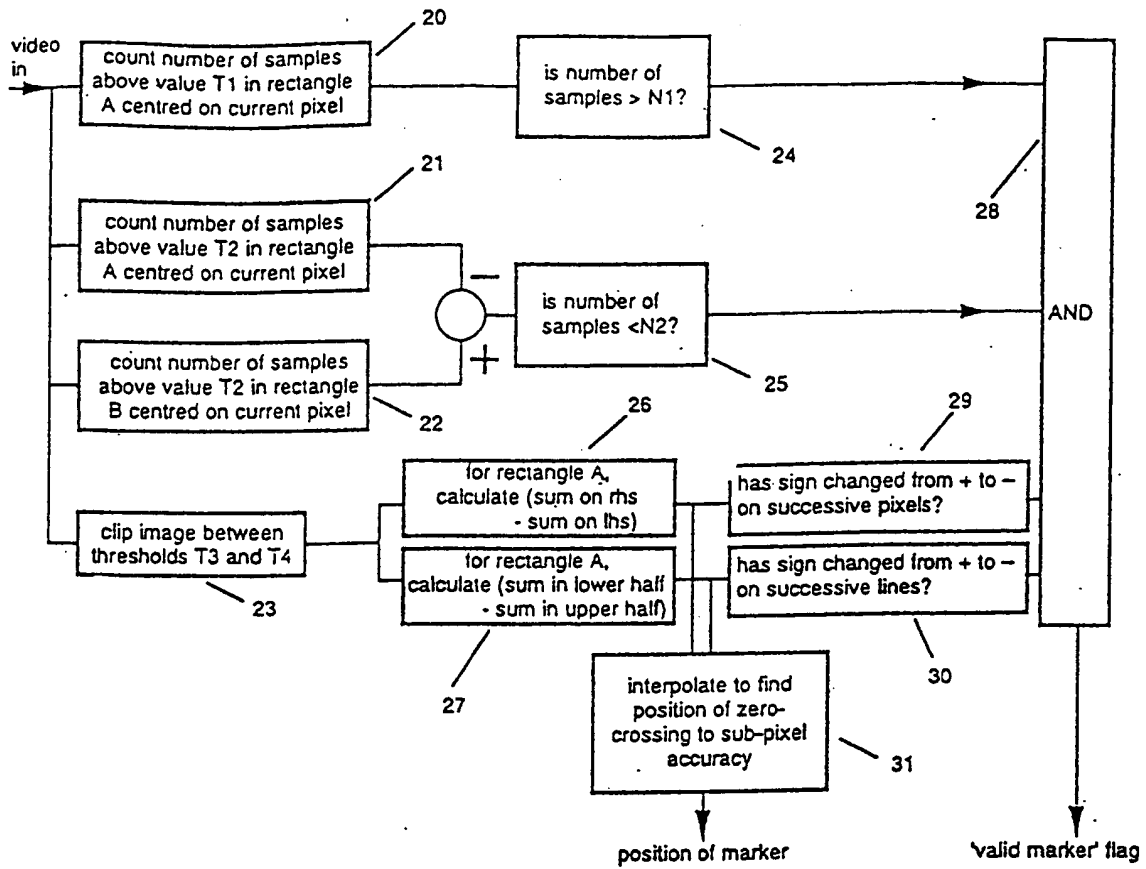 video
in
count number of samples
above value T1 in rectangle
A centred on current pixel
20
is number of
samples > N1?
24
28
21
count number of samples
above value T2 in rectangle
A centred on current pixel
−
is number of
samples <N2?
25
AND
+
count number of samples
above value T2 in rectangle
B centred on current pixel
22
26
29
for rectangle A,
calculate (sum on rhs
- sum on lhs)
has sign changed from + to −
on successive pixels?
clip image between
thresholds T3 and T4
23
for rectangle A,
calculate (sum in lower half
- sum in upper half)
27
has sign changed from + to −
on successive lines?
30
interpolate to find
position of zero-
crossing to sub-pixel
accuracy
31
position of marker
'valid marker' flag